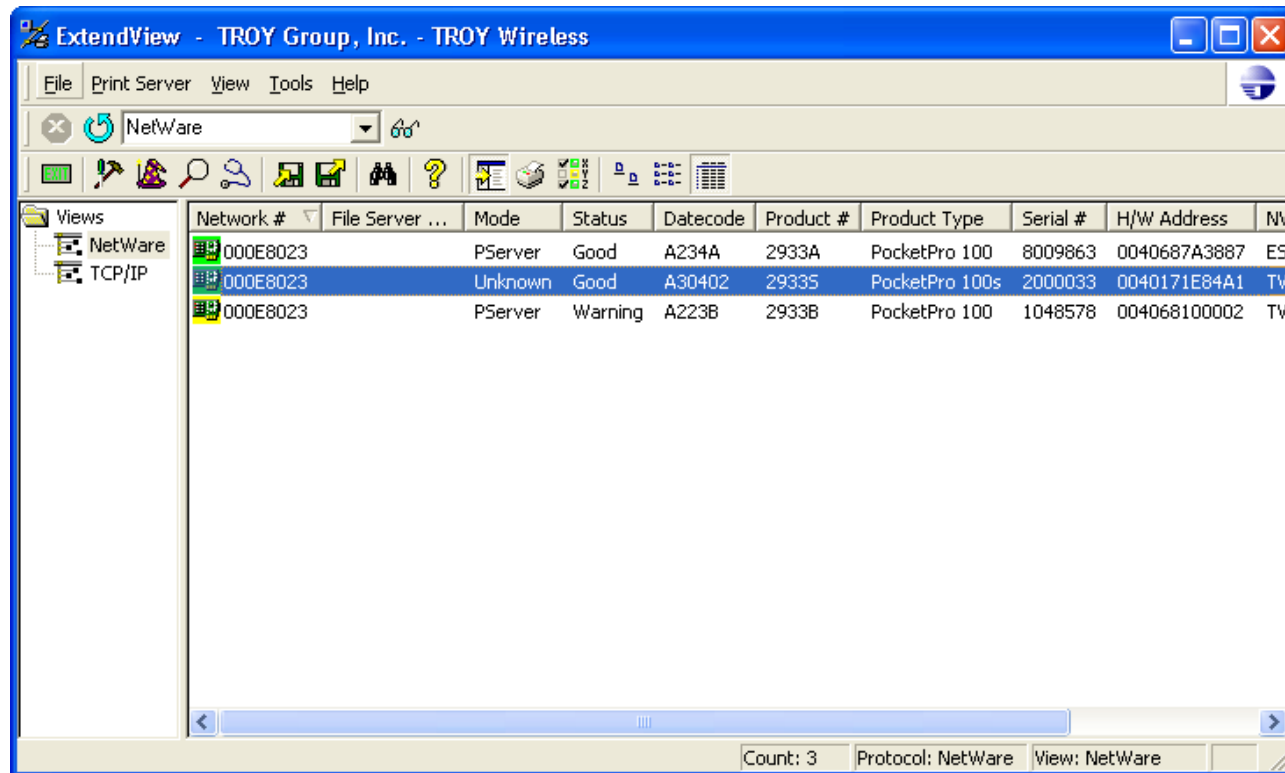 ExtendView - TROY Group, Inc. - TROY Wireless
File Print Server View Tools Help
NetWare
EXIT
Views
NetWare
TCP/IP
Network # File Server ... Mode Status Datecode Product # Product Type Serial # H/W Address
000E8023 PServer Good A234A 2933A PocketPro 100 8009863 0040687A3887 ES
000E8023 Unknown Good A30402 29335 PocketPro 100s 2000033 0040171E84A1
000E8023 PServer Warning A223B 2933B PocketPro 100 1048578 004068100002
Count: 3 Protocol: NetWare View: NetWare